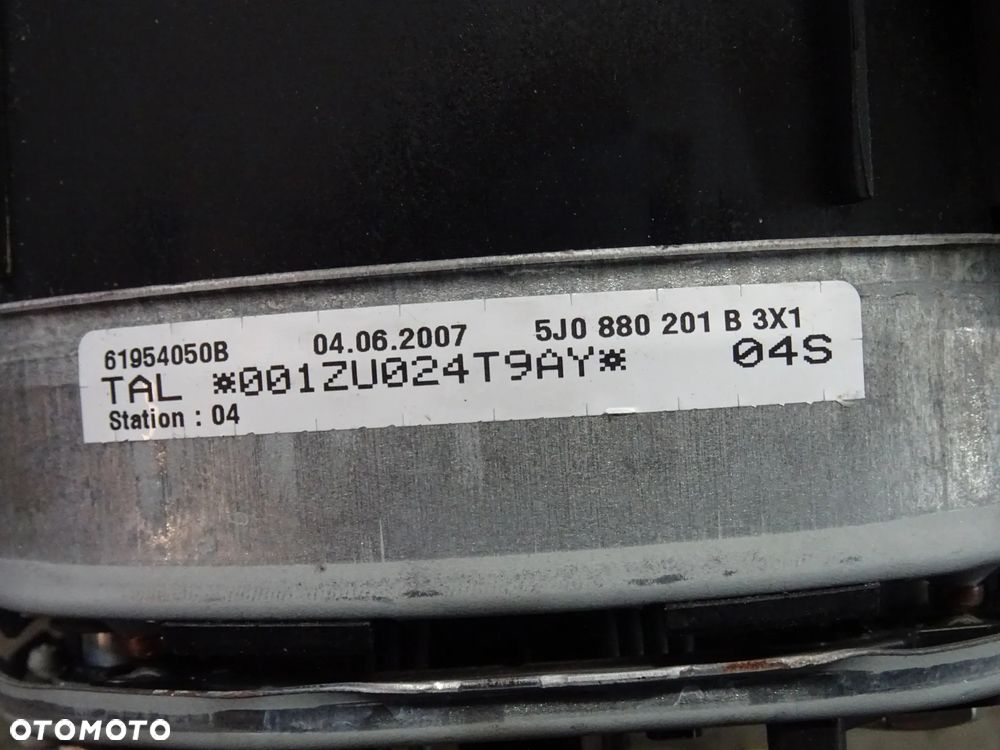 61954050B 04.06.2007 5J0 880 201 B 3X1
TAL *001ZU024T9AY* 04S
Station : 04
OTOMOTO